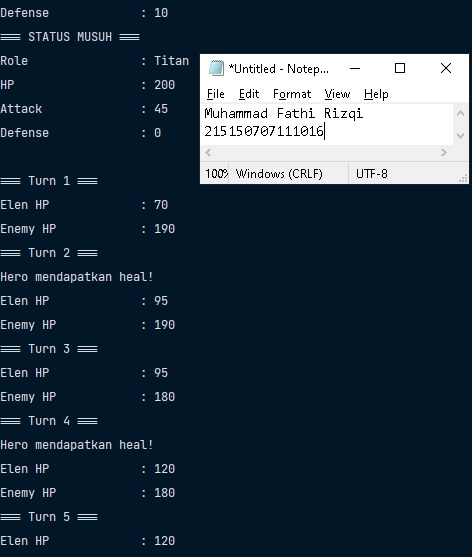 Defense : 10
=== STATUS MUSUH ===
Role : Titan
HP : 200
Attack : 45
Defense : 0
=== Turn 1 ===
Elen HP : 70
Enemy HP : 190
=== Turn 2 ===
Hero mendapatkan heal!
Elen HP : 95
Enemy HP : 190
=== Turn 3 ===
Elen HP : 95
Enemy HP : 180
=== Turn 4 ===
Hero mendapatkan heal!
Elen HP : 120
Enemy HP : 180
=== Turn 5 ===
Elen HP : 120
*Untitled - Notep...
File Edit Format View Help
Muhammad Fathi Rizqi
215150707111016
100% Windows (CRLF) UTF-8